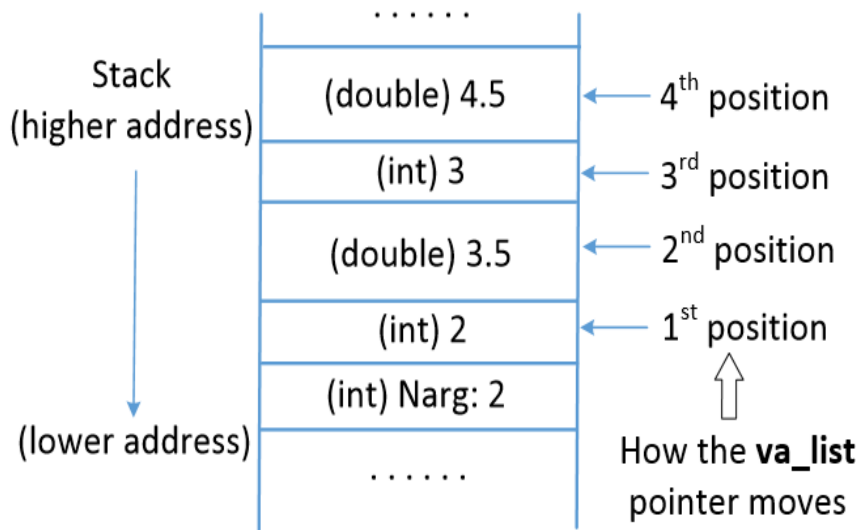 . . . . . .
Stack
(higher address)
(double) 4.5
4th position
(int) 3
3rd position
(double) 3.5
2nd position
(int) 2
1st position
(int) Narg: 2
(lower address)
. . . . . .
How the va_list
pointer moves